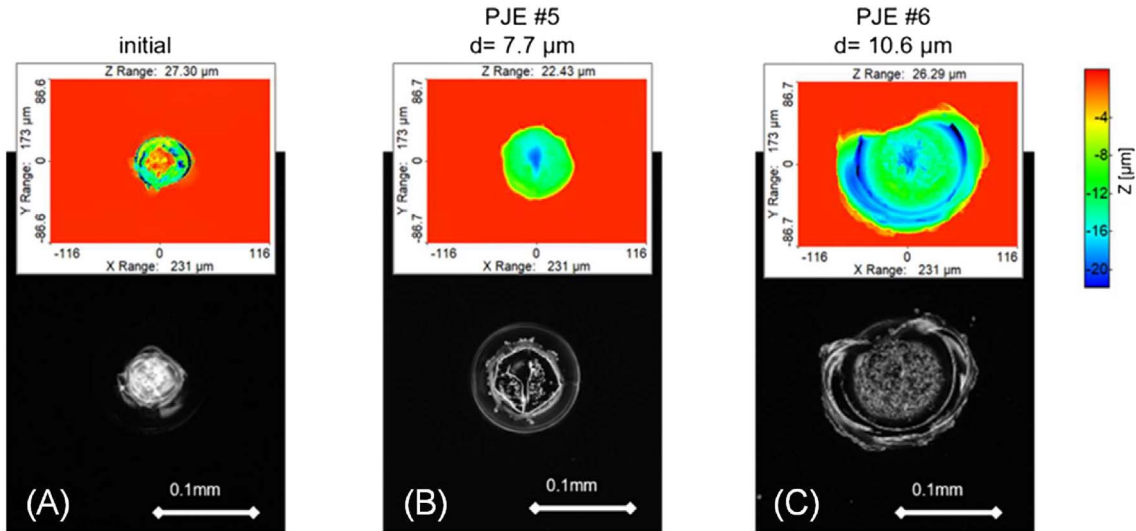 initial
Z Range: 27.30 µm
86.6
0
-86.6
Y Range: 173 µm
-116 0 116
X Range: 231 µm
0.1mm
(A)
PJE #5
d= 7.7 µm
Z Range: 22.43 µm
86.7
0
-86.7
Y Range: 173 µm
-116 0 116
X Range: 231 µm
0.1mm
(B)
PJE #6
d= 10.6 µm
Z Range: 26.29 µm
86.7
0
-86.7
Y Range: 173 µm
-116 0 116
X Range: 231 µm
0.1mm
(C)
-4
-8
-12
-16
-20
Z [µm]